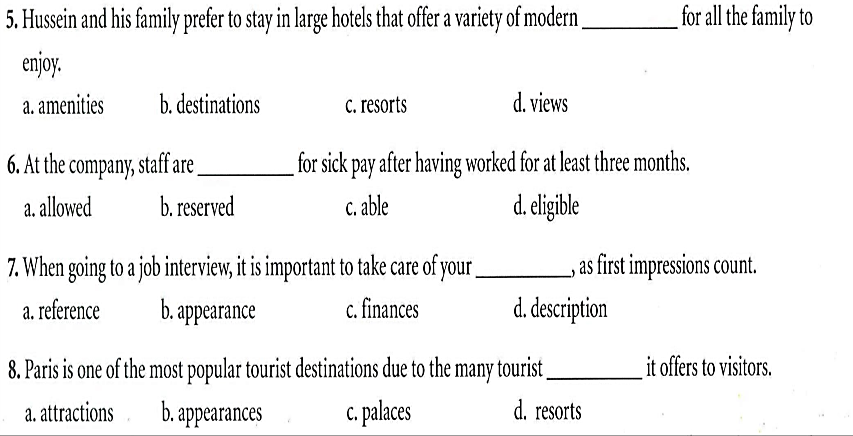 5. Hussein and his family prefer to stay in large hotels that offer a variety of modern __________ for all the family to
enjoy.
a. amenities b. destinations c. resorts d. views
6. At the company, staff are __________ for sick pay after having worked for at least three months.
a. allowed b. reserved c. able d. eligible
7. When going to a job interview, it is important to take care of your __________, as first impressions count.
a. reference b. appearance c. finances d. description
8. Paris is one of the most popular tourist destinations due to the many tourist __________ it offers to visitors.
a. attractions b. appearances c. palaces d. resorts